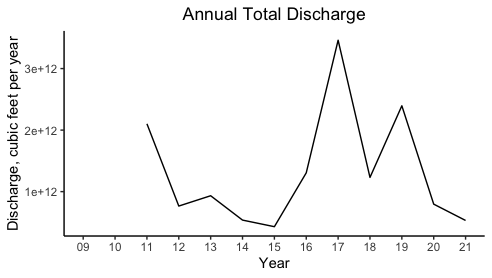 Annual Total Discharge
Discharge, cubic feet per year
3e+12
2e+12
1e+12
09 10 11 12 13 14 15 16 17 18 19 20 21
Year